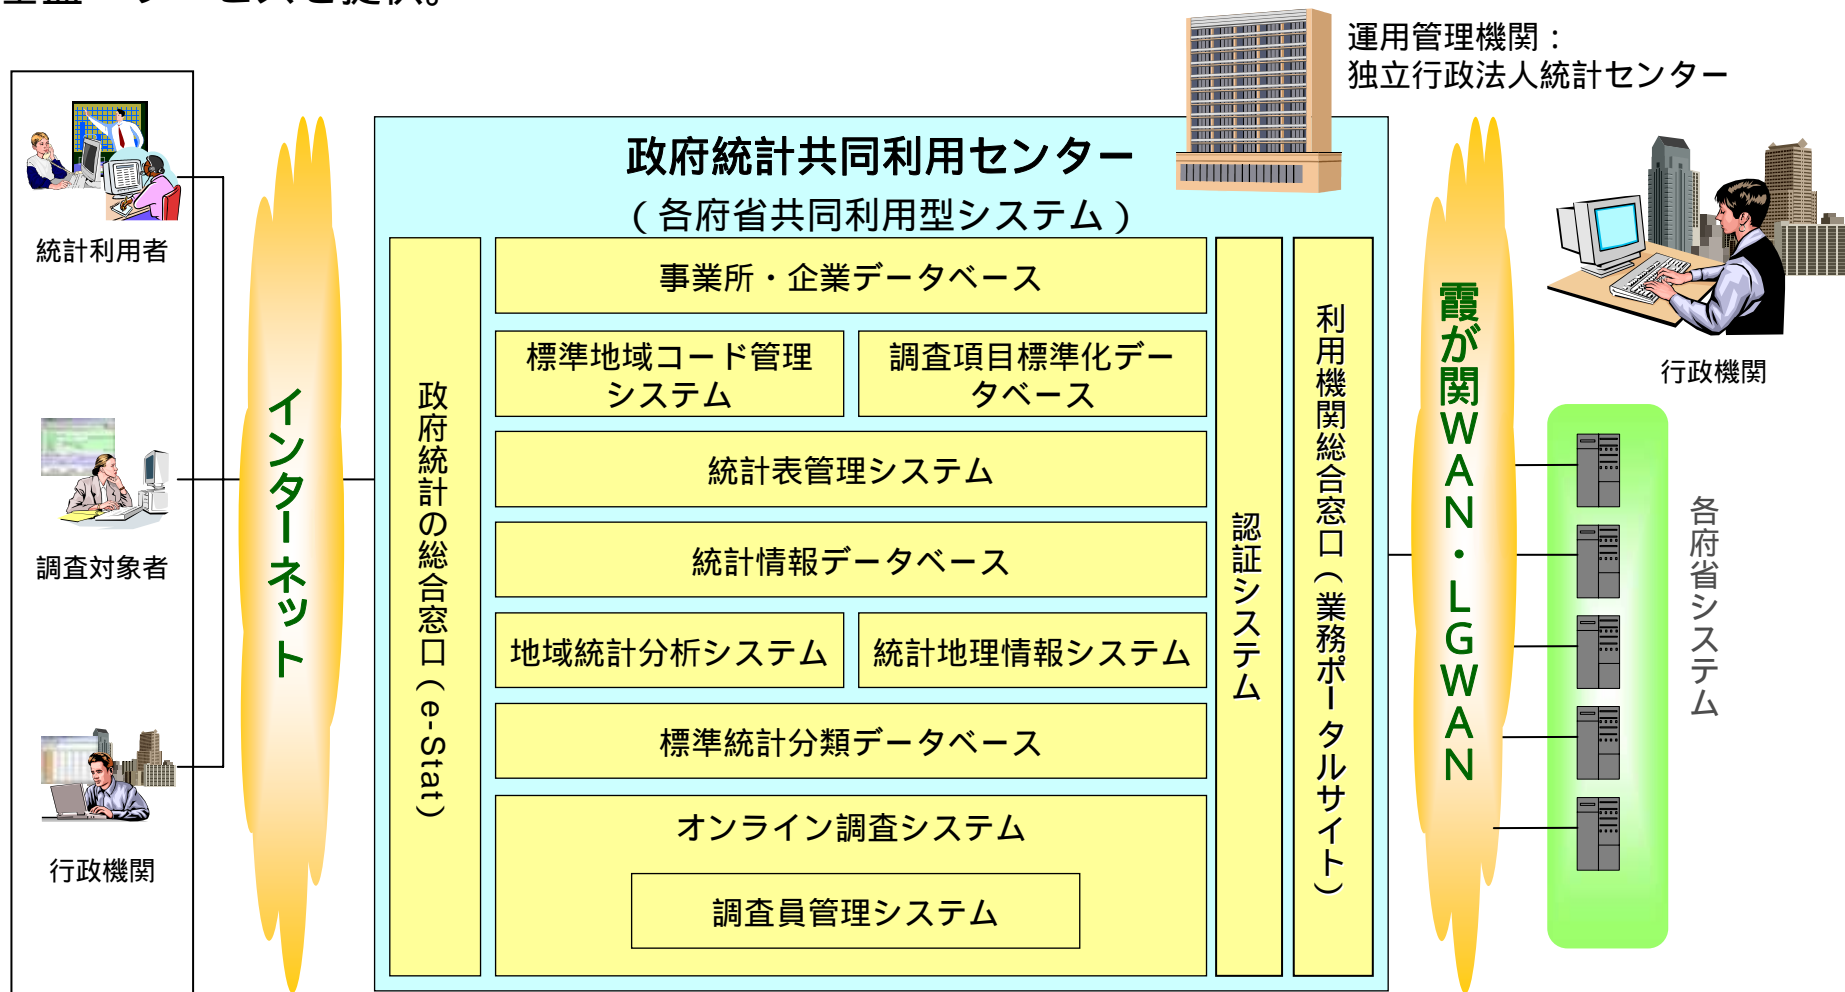 サービスを提供。
運用管理機関：
独立行政法人統計センター
政府統計共同利用センター
（各府省共同利用型システム）
統計利用者
調査対象者
行政機関
インターネット
政府統計の総合窓口（e-Stat）
事業所・企業データベース
標準地域コード管理
システム
調査項目標準化デー
タベース
統計表管理システム
統計情報データベース
地域統計分析システム
統計地理情報システム
標準統計分類データベース
オンライン調査システム
調査員管理システム
認証システム
利用機関総合窓口（業務ポータルサイト）
霞が関ＷＡＮ・ＬＧＷＡＮ
行政機関
各府省システム